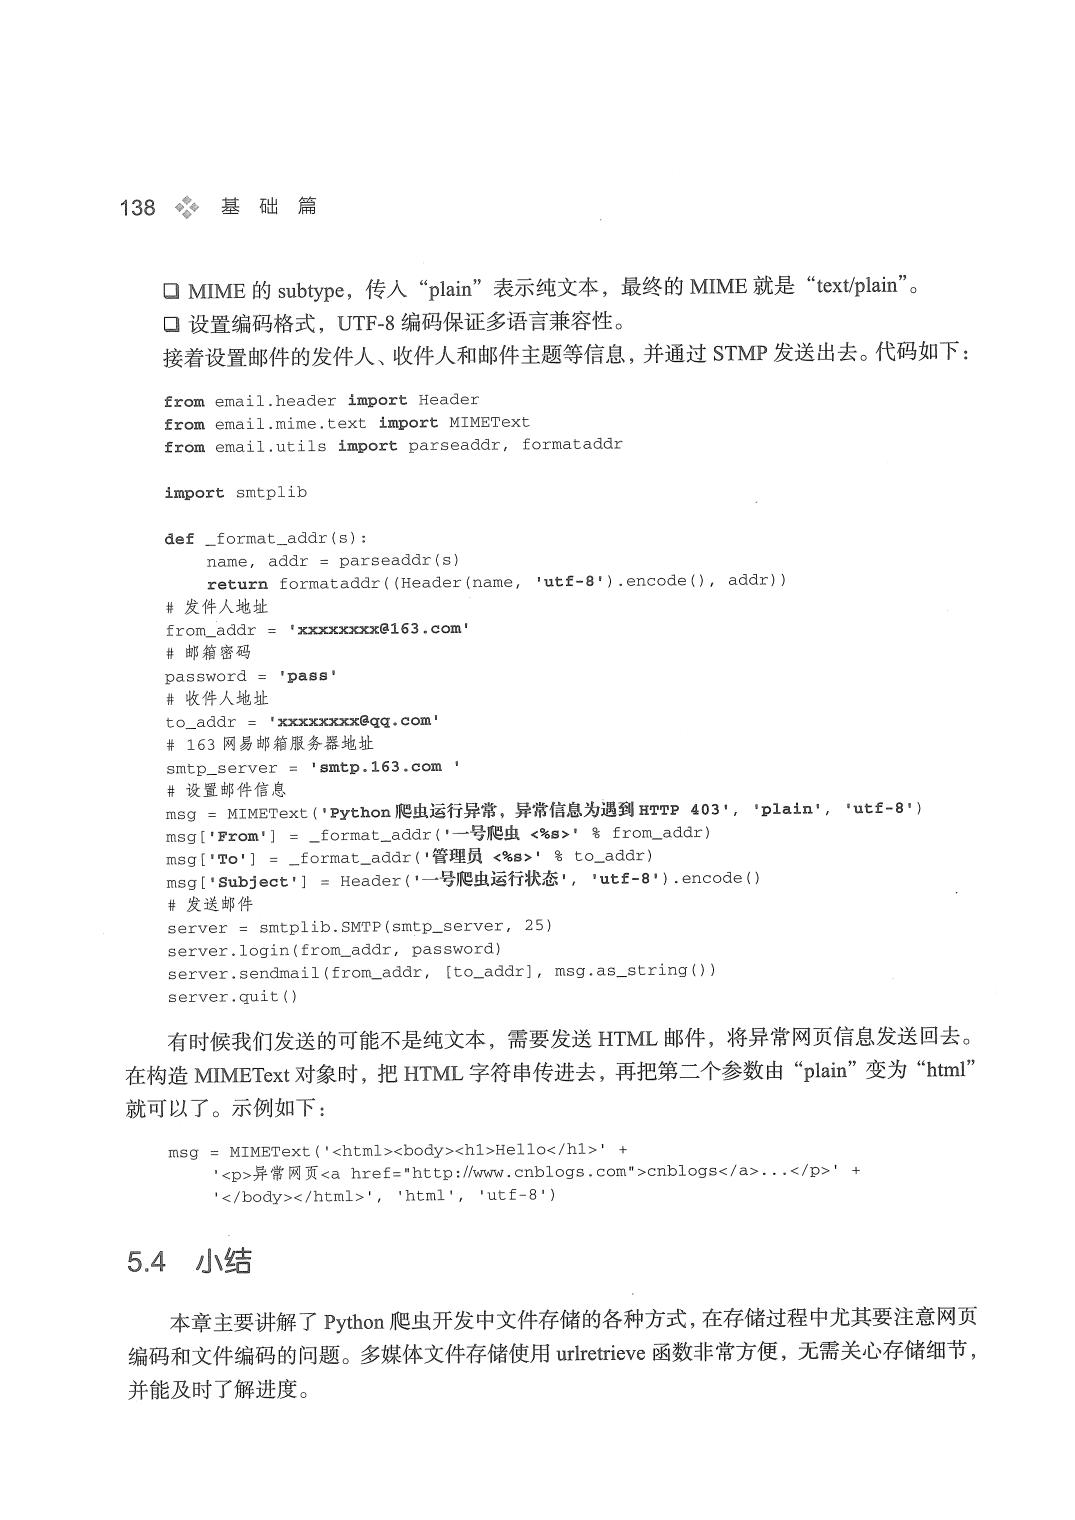 138 基 础 篇
❑ MIME 的 subtype，传入“plain”表示纯文本，最终的 MIME 就是“text/plain”。
❑ 设置编码格式，UTF-8 编码保证多语言兼容性。
接着设置邮件的发件人、收件人和邮件主题等信息，并通过 STMP 发送出去。代码如下：
from email.header import Header
from email.mime.text import MIMEText
from email.utils import parseaddr, formataddr
import smtplib
def _format_addr(s):
    name, addr = parseaddr(s)
    return formataddr((Header(name, 'utf-8').encode(), addr))
# 发件人地址
from_addr = 'xxxxxxxx@163.com'
# 邮箱密码
password = 'pass'
# 收件人地址
to_addr = 'xxxxxxxx@qq.com'
# 163 网易邮箱服务器地址
smtp_server = 'smtp.163.com '
# 设置邮件信息
msg = MIMEText('Python爬虫运行异常，异常信息为遇到 HTTP 403', 'plain', 'utf-8')
msg['From'] = _format_addr('一号爬虫 <%s>' % from_addr)
msg['To'] = _format_addr('管理员 <%s>' % to_addr)
msg['Subject'] = Header('一号爬虫运行状态', 'utf-8').encode()
# 发送邮件
server = smtplib.SMTP(smtp_server, 25)
server.login(from_addr, password)
server.sendmail(from_addr, [to_addr], msg.as_string())
server.quit()
有时候我们发送的可能不是纯文本，需要发送 HTML 邮件，将异常网页信息发送回去。
在构造 MIMEText 对象时，把 HTML 字符串传进去，再把第二个参数由“plain”变为“html”
就可以了。示例如下：
msg = MIMEText('<html><body><h1>Hello</h1>' +
    '<p>异常网页<a href="http://www.cnblogs.com">cnblogs</a>...</p>' +
    '</body></html>', 'html', 'utf-8')
5.4 小结
本章主要讲解了 Python 爬虫开发中文件存储的各种方式，在存储过程中尤其要注意网页
编码和文件编码的问题。多媒体文件存储使用 urlretrieve 函数非常方便，无需关心存储细节，
并能及时了解进度。